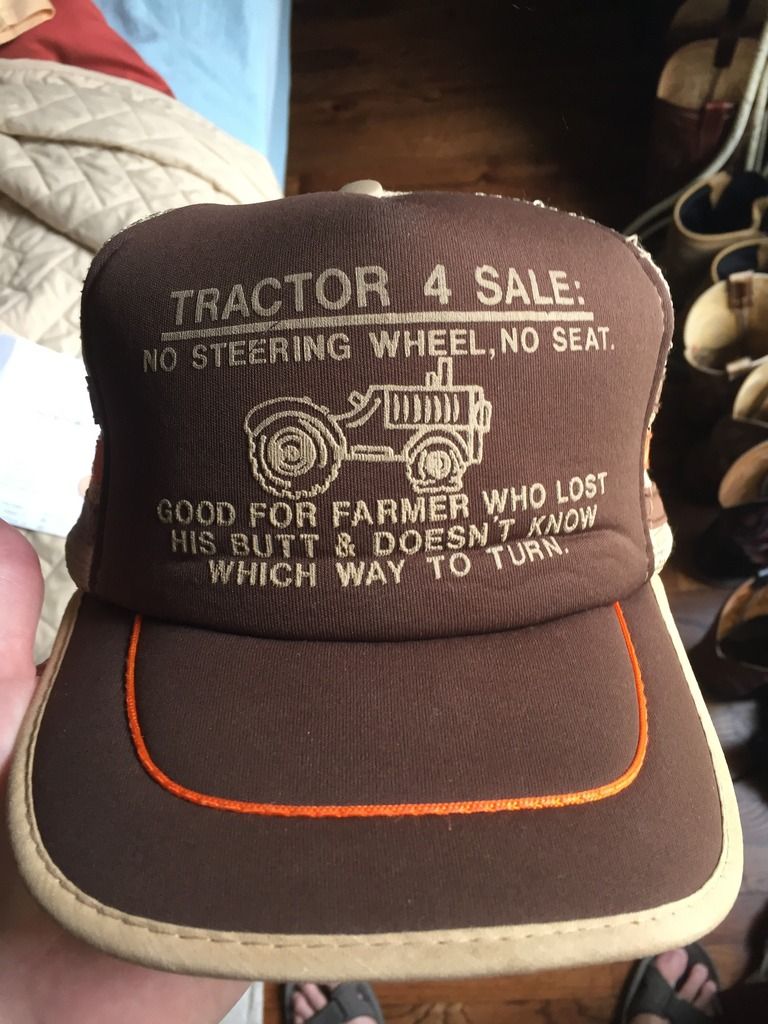 TRACTOR 4 SALE:
NO STEERING WHEEL, NO SEAT.
GOOD FOR FARMER WHO LOST
HIS BUTT & DOESN'T KNOW
WHICH WAY TO TURN.